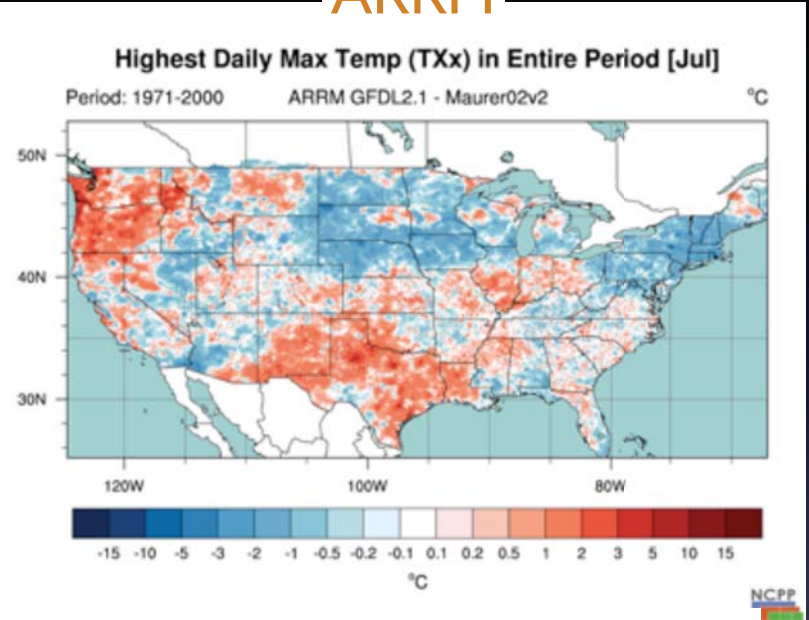 ARRM
Highest Daily Max Temp (TXx) in Entire Period [Jul]
Period: 1971-2000 ARRM GFDL2.1 - Maurer02v2 °C
50N
40N
30N
120W 100W 80W
-15 -10 -5 -3 -2 -1 -0.5 -0.2 -0.1 0.1 0.2 0.5 1 2 3 5 10 15
°C
NCPP